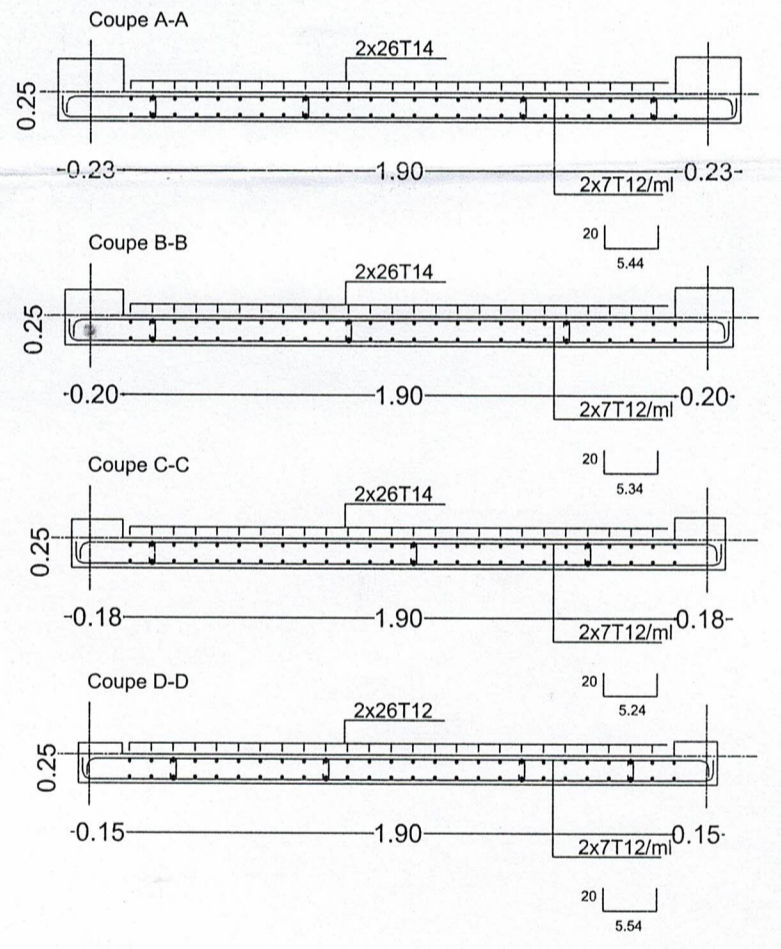 Coupe A-A
2x26T14
0.25
0.23 1.90 0.23
2x7T12/ml
20
5.44
Coupe B-B
2x26T14
0.25
0.20 1.90 0.20
2x7T12/ml
20
5.34
Coupe C-C
2x26T14
0.25
0.18 1.90 0.18
2x7T12/ml
20
5.24
Coupe D-D
2x26T12
0.25
0.15 1.90 0.15
2x7T12/ml
20
5.54